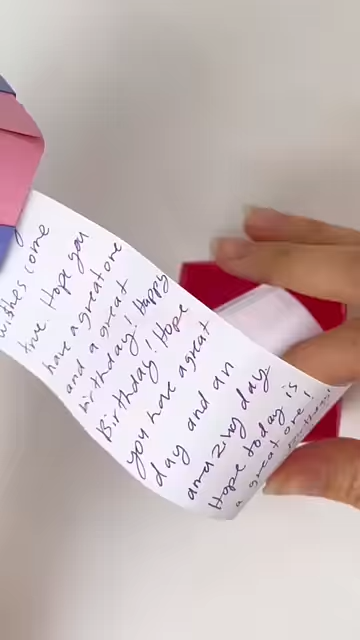 wishes come
true. Hope you
have a great one
and a great
birthday! Happy
Birthday! Hope
you have a great
day and an
amazing day
Hope today is
a great one!